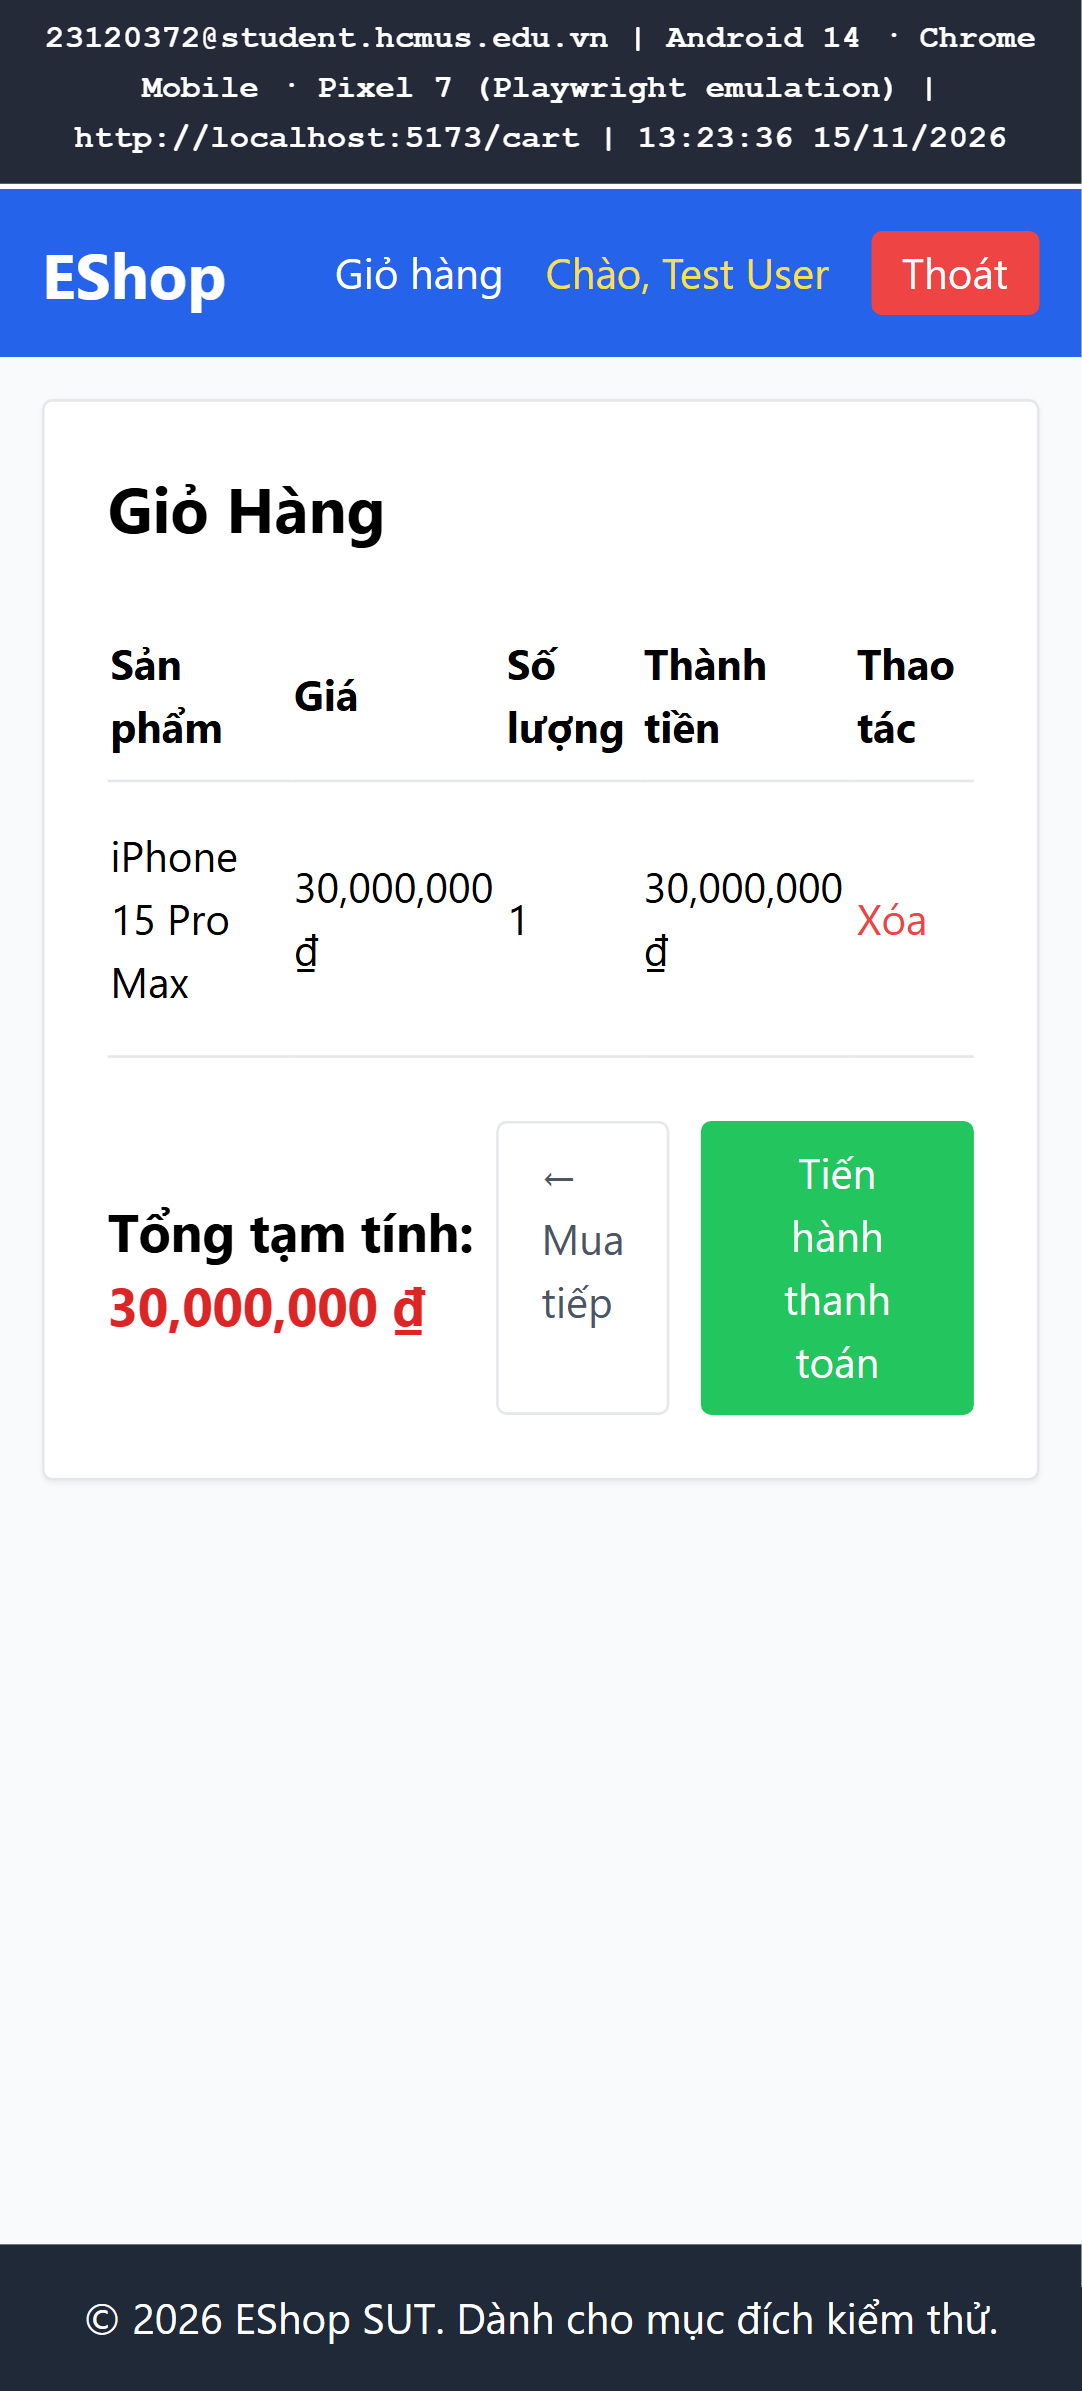 23120372@student.hcmus.edu.vn | Android 14 · Chrome
Mobile · Pixel 7 (Playwright emulation) |
http://localhost:5173/cart | 13:23:36 15/11/2026
EShop
Giỏ hàng
Chào, Test User
Thoát
Giỏ Hàng
Sản
phẩm
Giá
Số
lượng
Thành
tiền
Thao
tác
iPhone
15 Pro
Max
30,000,000
₫
1
30,000,000
₫
Xóa
Tổng tạm tính:
30,000,000 ₫
←
Mua
tiếp
Tiến
hành
thanh
toán
© 2026 EShop SUT. Dành cho mục đích kiểm thử.